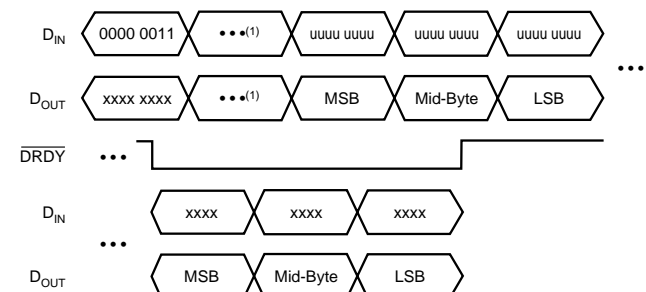 DIN 0000 0011 •••(1) uuuu uuuu uuuu uuuu uuuu uuuu
•••
DOUT xxxx xxxx •••(1) MSB Mid-Byte LSB
DRDY •••
DIN xxxx xxxx xxxx
•••
DOUT MSB Mid-Byte LSB